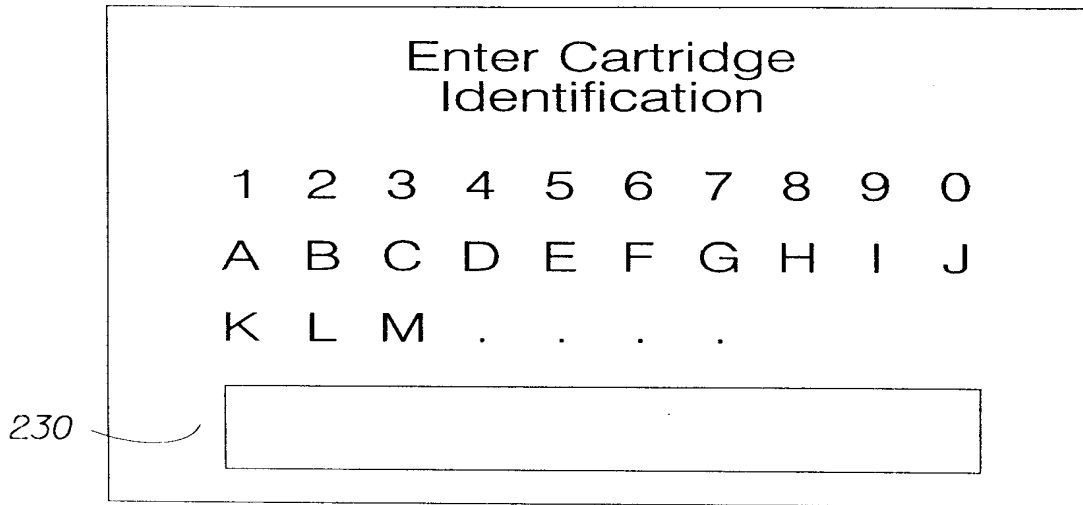 Enter Cartridge
Identification
1 2 3 4 5 6 7 8 9 0
A B C D E F G H I J
K L M . . . .
230